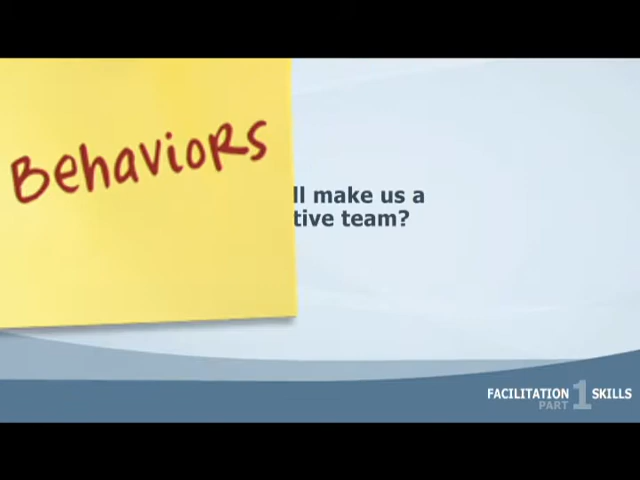 BehavioRS
ll make us a
tive team?
FACILITATION 1 SKILLS
PART